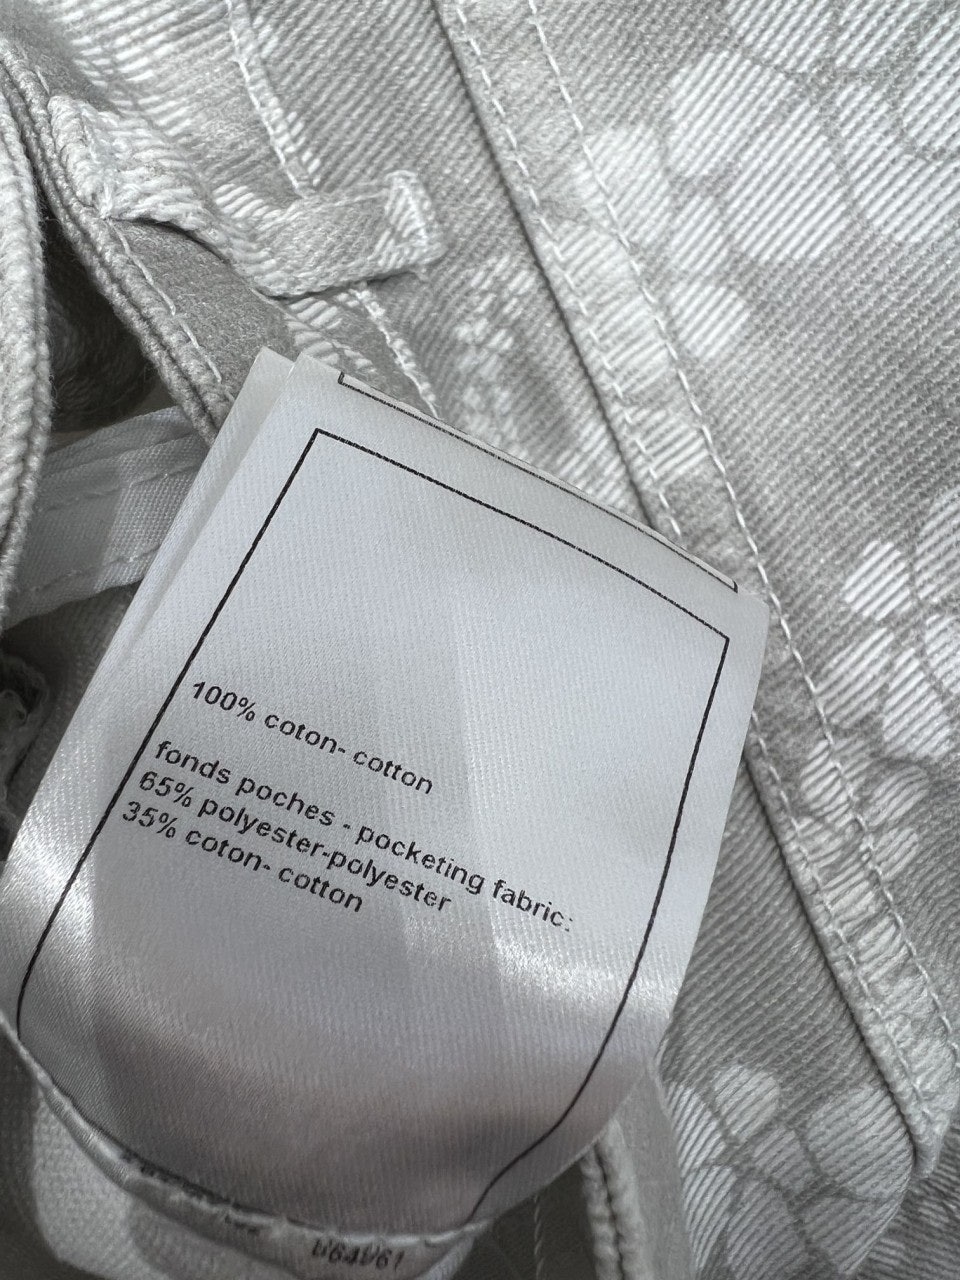 100% coton- cotton
fonds poches - pocketing fabric:
65% polyester-polyester
35% coton- cotton